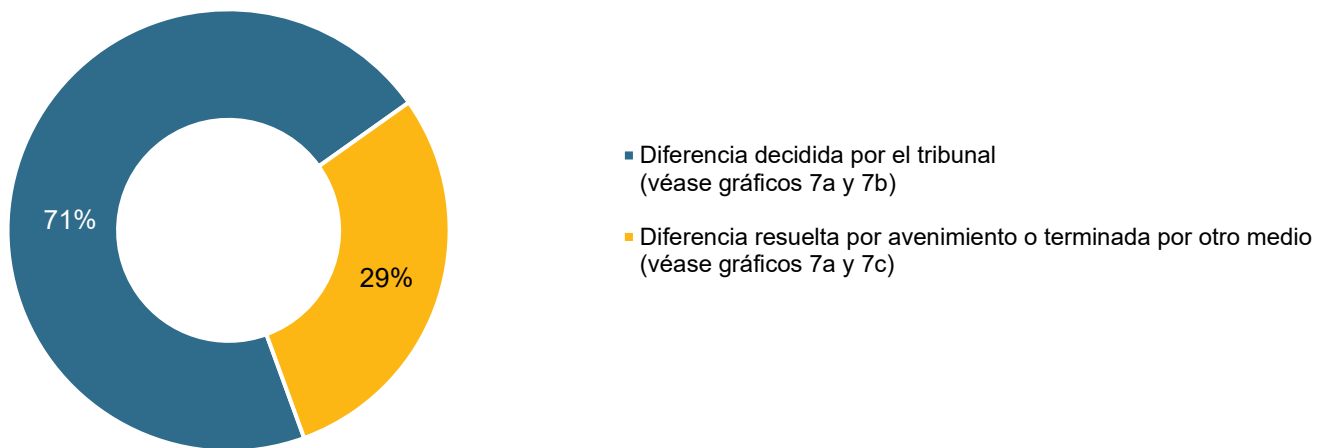 71%
29%
Diferencia decidida por el tribunal
(véase gráficos 7a y 7b)
Diferencia resuelta por avenimiento o terminada por otro medio
(véase gráficos 7a y 7c)